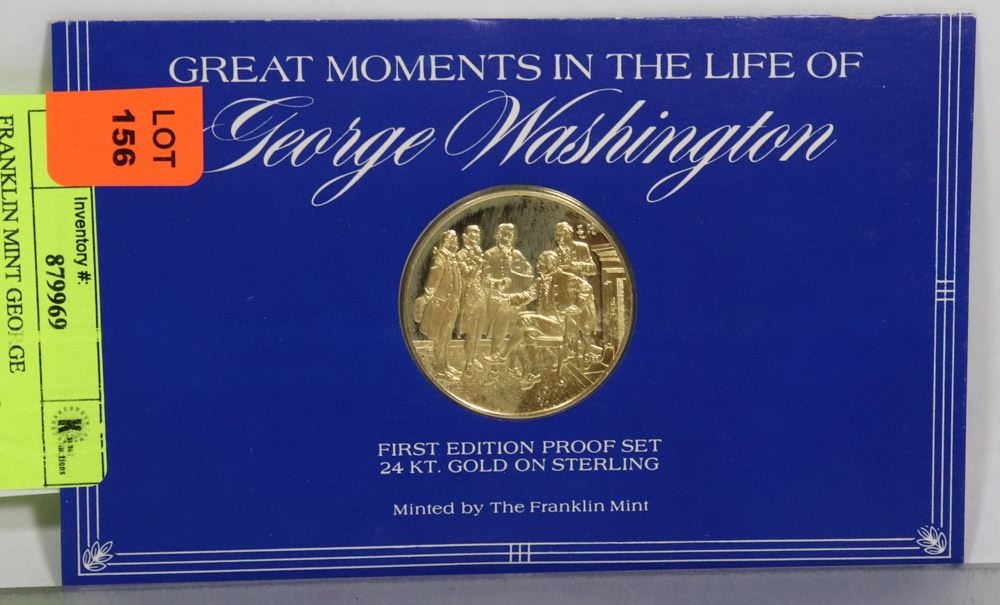 GREAT MOMENTS IN THE LIFE OF
George Washington
LOT
156
Inventory #:
879969
FRANKLIN MINT GEORGE
K
FIRST EDITION PROOF SET
24 KT. GOLD ON STERLING
Minted by The Franklin Mint